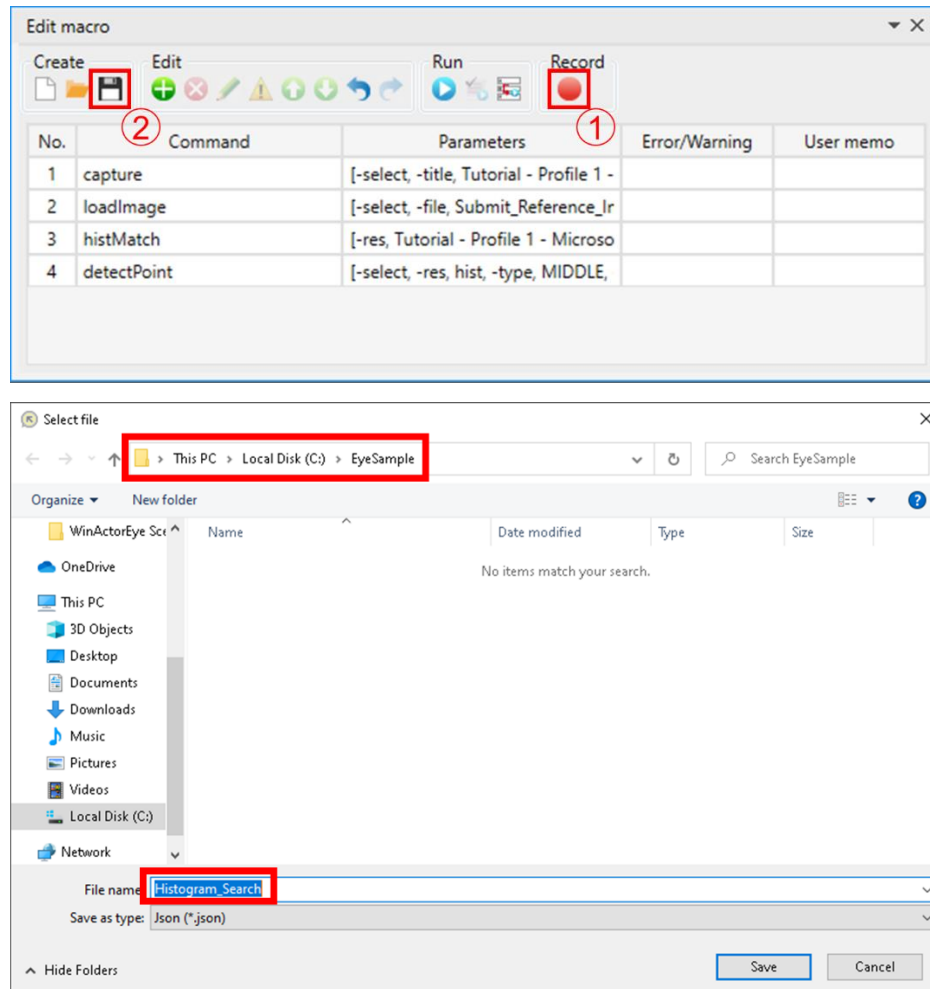 Edit macro
Create Edit Run Record
② ①
No. Command Parameters Error/Warning User memo
1 capture [-select, -title, Tutorial - Profile 1 -
2 loadImage [-select, -file, Submit_Reference_Ir
3 histMatch [-res, Tutorial - Profile 1 - Microso
4 detectPoint [-select, -res, hist, -type, MIDDLE,
Select file
This PC > Local Disk (C:) > EyeSample Search EyeSample
Organize New folder
WinActorEye Sce Name Date modified Type Size
No items match your search.
OneDrive
This PC
3D Objects
Desktop
Documents
Downloads
Music
Pictures
Videos
Local Disk (C:)
Network
File name Histogram_Search
Save as type: Json (*.json)
Hide Folders Save Cancel